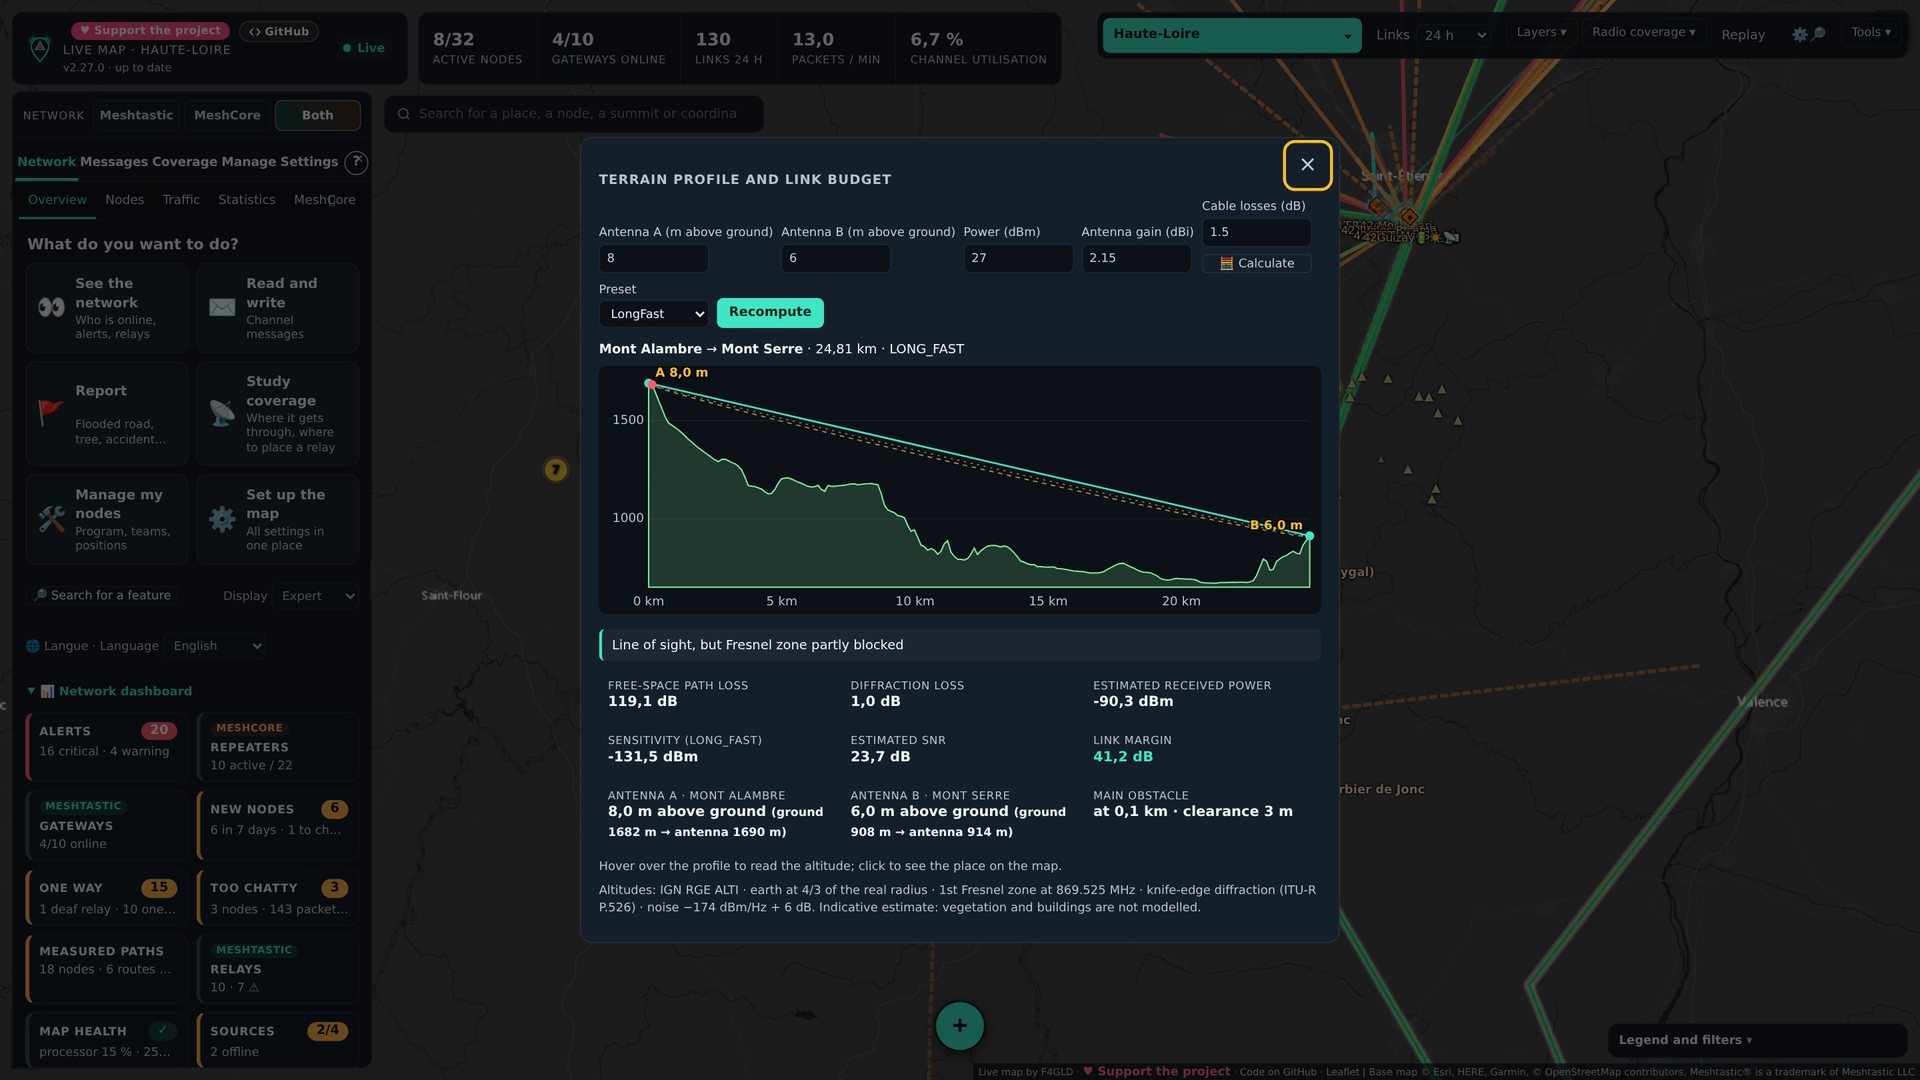 ♥ Support the project
GitHub
LIVE MAP · HAUTE-LOIRE
v2.27.0 · up to date
Live
8/32
ACTIVE NODES
4/10
GATEWAYS ONLINE
130
LINKS 24 H
13,0
PACKETS / MIN
6,7 %
CHANNEL UTILISATION
Haute-Loire
Links
24 h
Layers ▾
Radio coverage ▾
Replay
Tools ▾
NETWORK
Meshtastic
MeshCore
Both
Search for a place, a node, a summit or coordina
Network Messages Coverage Manage Settings
?
Overview
Nodes
Traffic
Statistics
MeshCore
What do you want to do?
See the network
Who is online, alerts, relays
Read and write
Channel messages
Report
Flooded road, tree, accident...
Study coverage
Where it gets through, where to place a relay
Manage my nodes
Program, teams, positions
Set up the map
All settings in one place
Search for a feature
Display
Expert
Langue · Language
English
▼ Network dashboard
ALERTS
20
16 critical · 4 warning
MESHCORE
REPEATERS
10 active / 22
MESHTASTIC
GATEWAYS
4/10 online
NEW NODES
6
6 in 7 days · 1 to ch...
ONE WAY
15
1 deaf relay · 10 one...
TOO CHATTY
3
3 nodes · 143 packet...
MEASURED PATHS
18 nodes · 6 routes ...
MESHTASTIC
RELAYS
10 · 7 ⚠
MAP HEALTH
✓
processor 15 % · 25...
SOURCES
2/4
2 offline
TERRAIN PROFILE AND LINK BUDGET
×
Antenna A (m above ground)
8
Antenna B (m above ground)
6
Power (dBm)
27
Antenna gain (dBi)
2.15
Cable losses (dB)
1.5
Calculate
Preset
LongFast
Recompute
Mont Alambre → Mont Serre · 24,81 km · LONG_FAST
A 8,0 m
1500
1000
B 6,0 m
0 km
5 km
10 km
15 km
20 km
Line of sight, but Fresnel zone partly blocked
FREE-SPACE PATH LOSS
119,1 dB
DIFFRACTION LOSS
1,0 dB
ESTIMATED RECEIVED POWER
-90,3 dBm
SENSITIVITY (LONG_FAST)
-131,5 dBm
ESTIMATED SNR
23,7 dB
LINK MARGIN
41,2 dB
ANTENNA A · MONT ALAMBRE
8,0 m above ground (ground
1682 m → antenna 1690 m)
ANTENNA B · MONT SERRE
6,0 m above ground (ground
908 m → antenna 914 m)
MAIN OBSTACLE
at 0,1 km · clearance 3 m
Hover over the profile to read the altitude; click to see the place on the map.
Altitudes: IGN RGE ALTI · earth at 4/3 of the real radius · 1st Fresnel zone at 869.525 MHz · knife-edge diffraction (ITU-R
P.526) · noise −174 dBm/Hz + 6 dB. Indicative estimate: vegetation and buildings are not modelled.
7
Saint-Flour
Valence
ygal)
rbier de Jonc
+
Legend and filters ▾
Live map by F4GLD · ♥ Support the project · Code on GitHub · Leaflet | Base map © Esri, HERE, Garmin, © OpenStreetMap contributors, Meshtastic® is a trademark of Meshtastic LLC